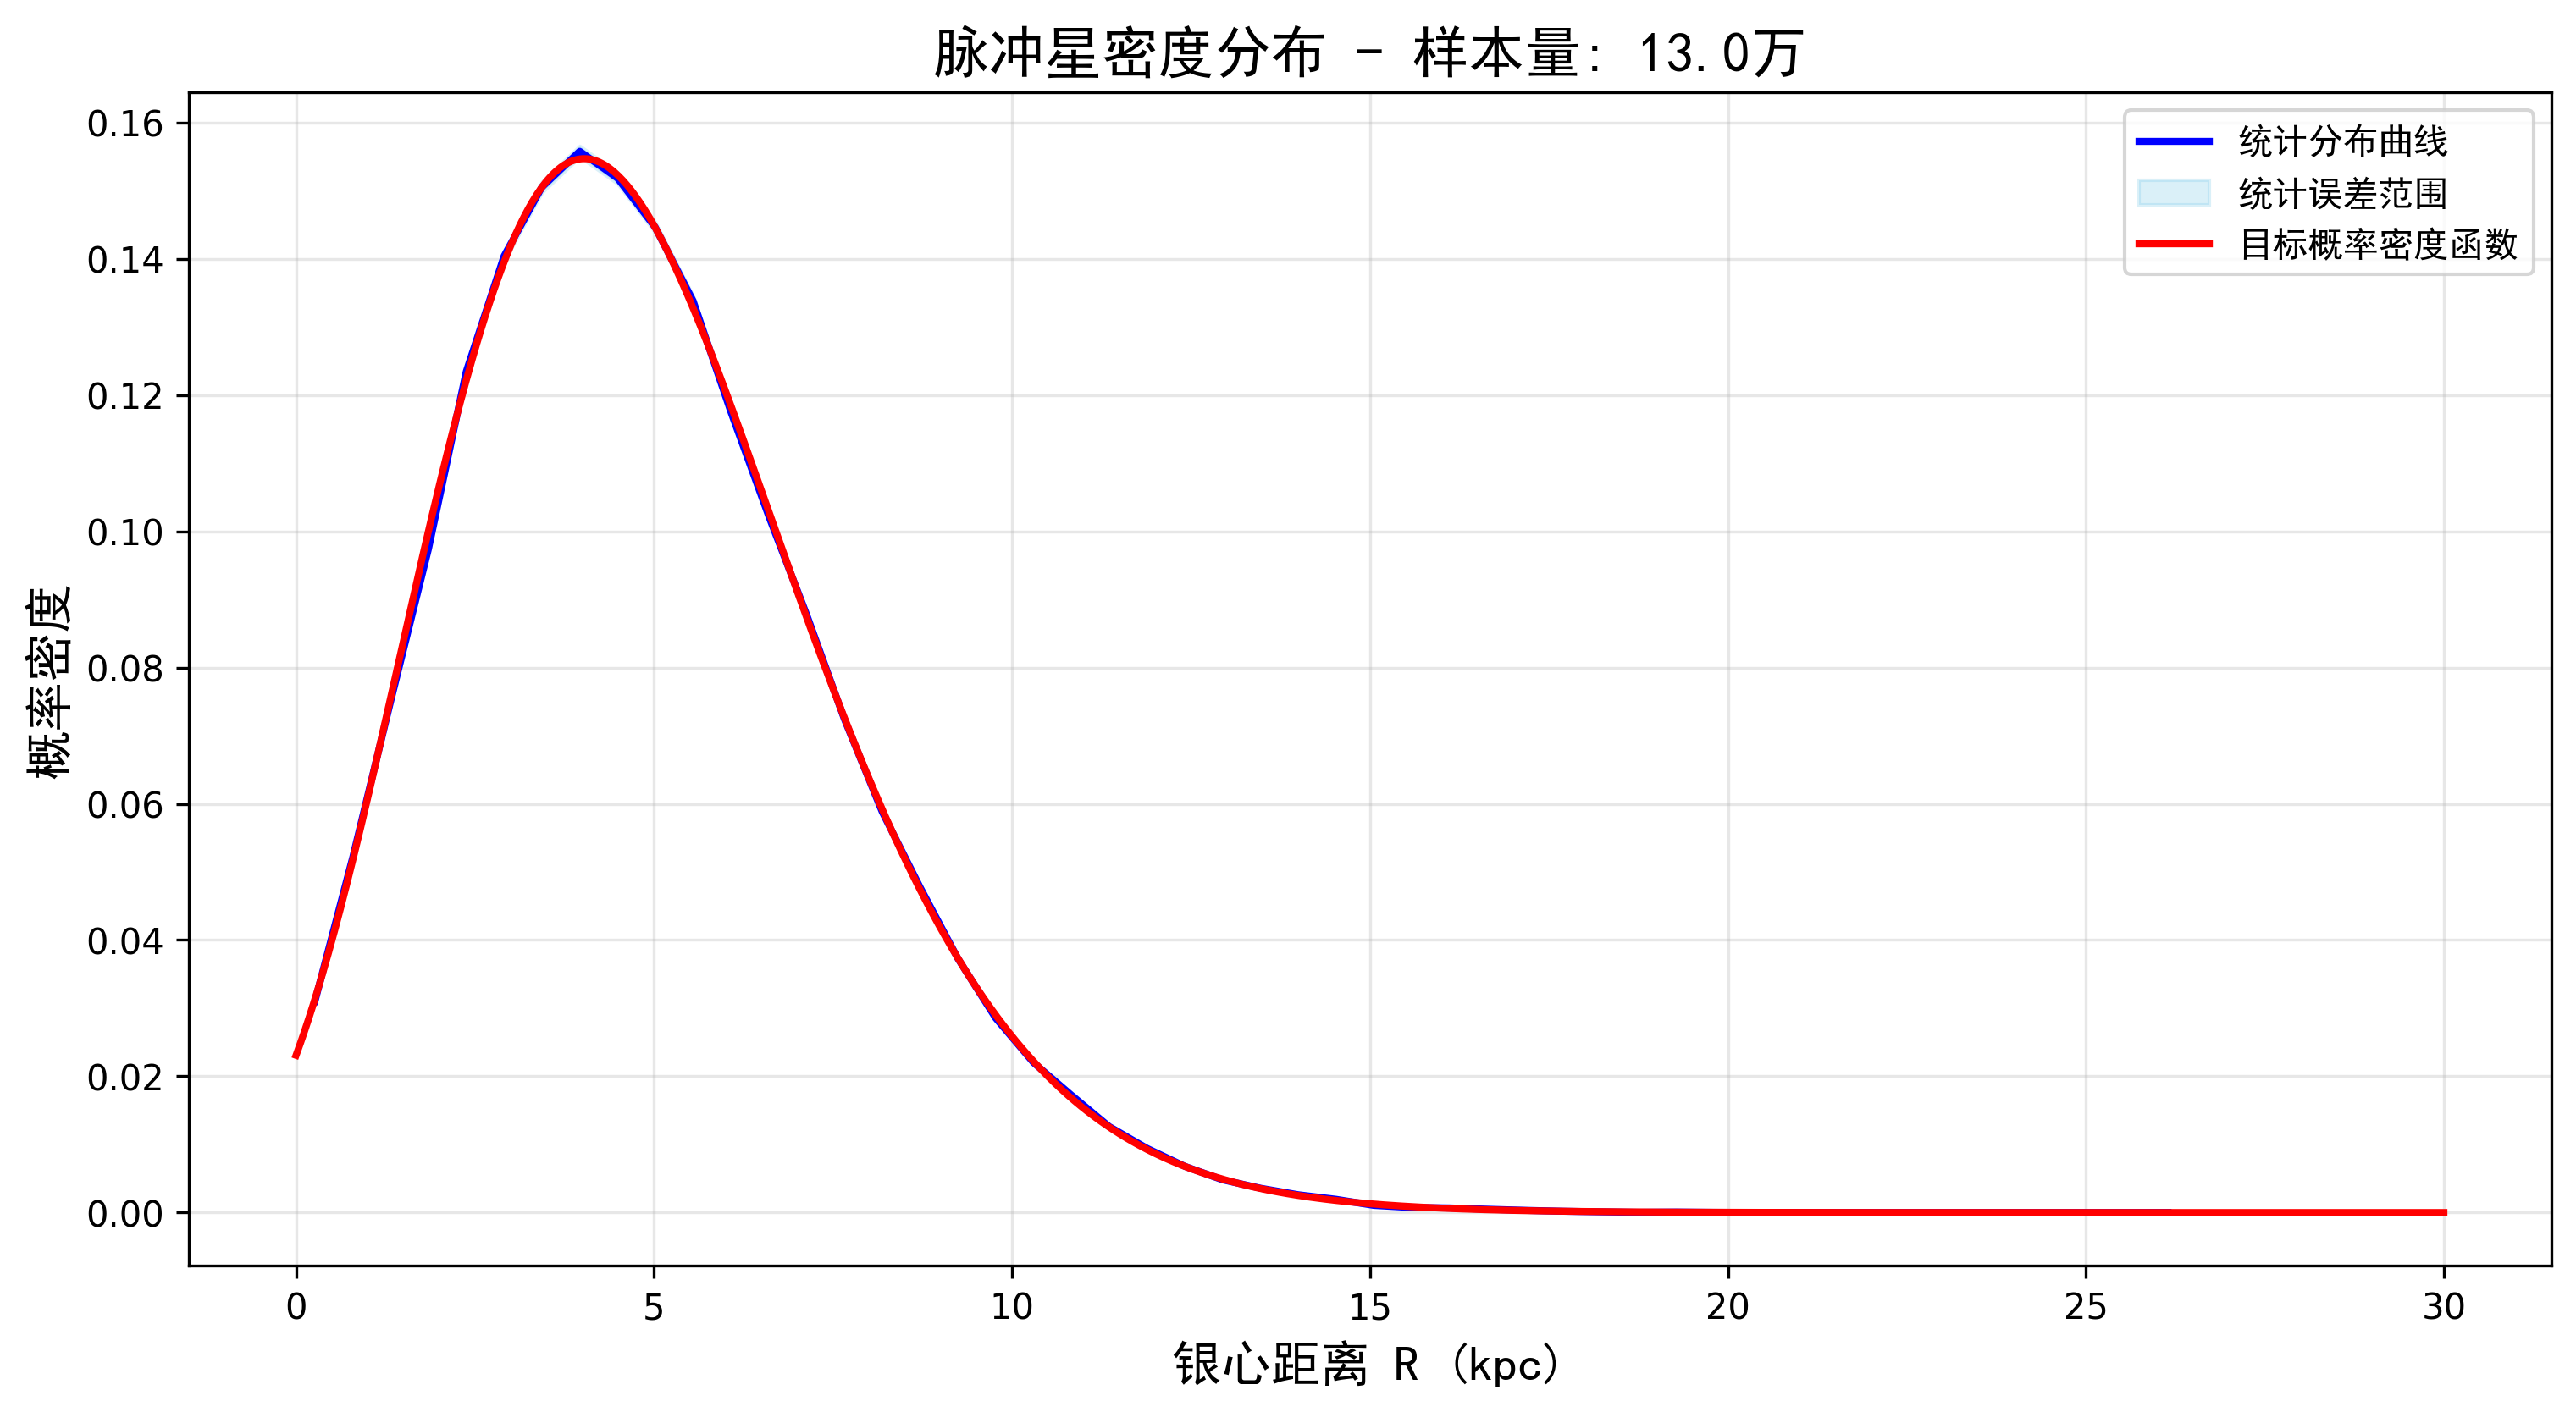 脉冲星密度分布 - 样本量: 13.0万
统计分布曲线
统计误差范围
目标概率密度函数
概率密度
0.16
0.14
0.12
0.10
0.08
0.06
0.04
0.02
0.00
0 5 10 15 20 25 30
银心距离 R (kpc)